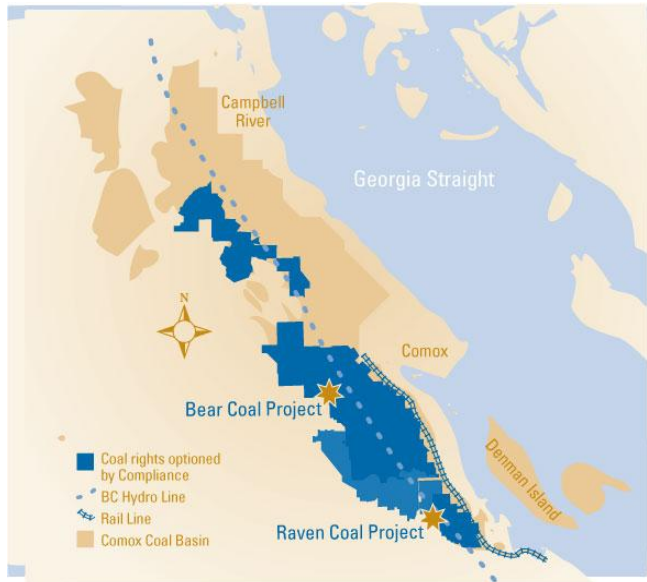 Campbell
River
Georgia Straight
N
Comox
Bear Coal Project
Denman Island
Raven Coal Project
Coal rights optioned
by Compliance
BC Hydro Line
Rail Line
Comox Coal Basin